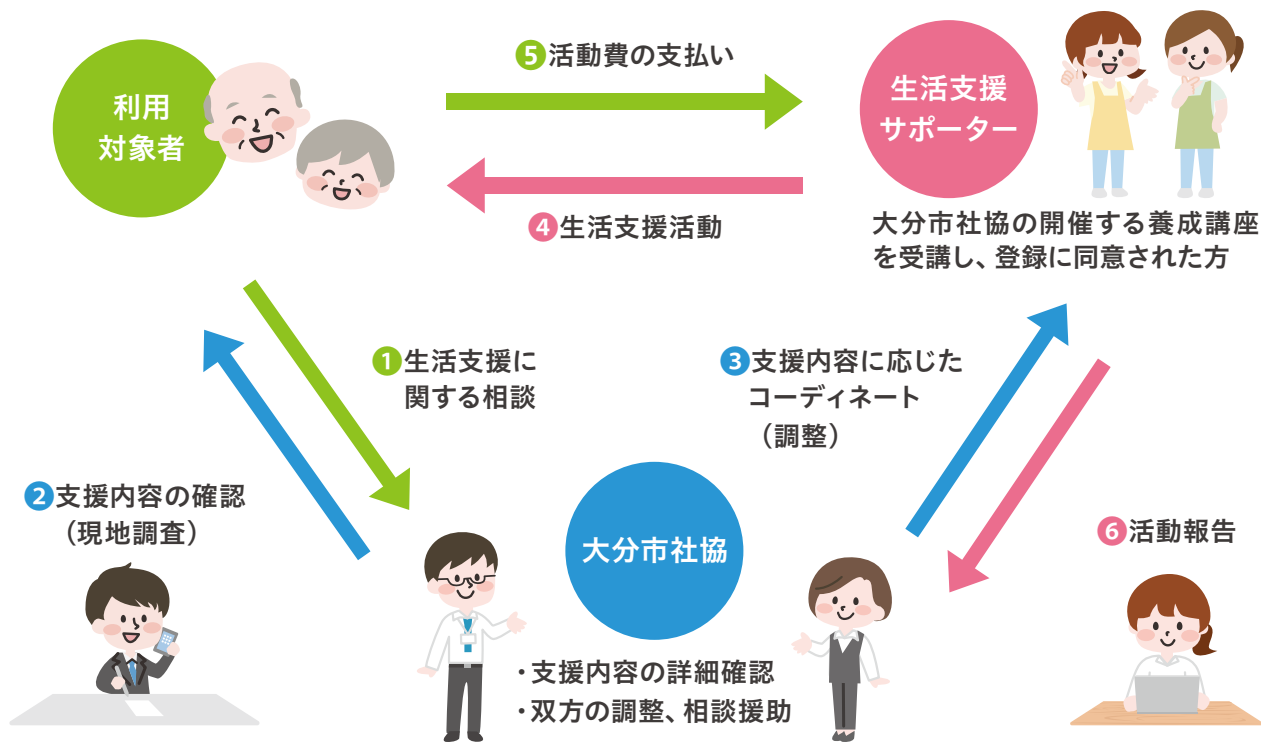 利用
対象者
❺活動費の支払い
生活支援
サポーター
❹生活支援活動
大分市社協の開催する養成講座
を受講し、登録に同意された方
❶生活支援に
関する相談
❸支援内容に応じた
コーディネート
（調整）
❷支援内容の確認
（現地調査）
大分市社協
❻活動報告
・支援内容の詳細確認
・双方の調整、相談援助